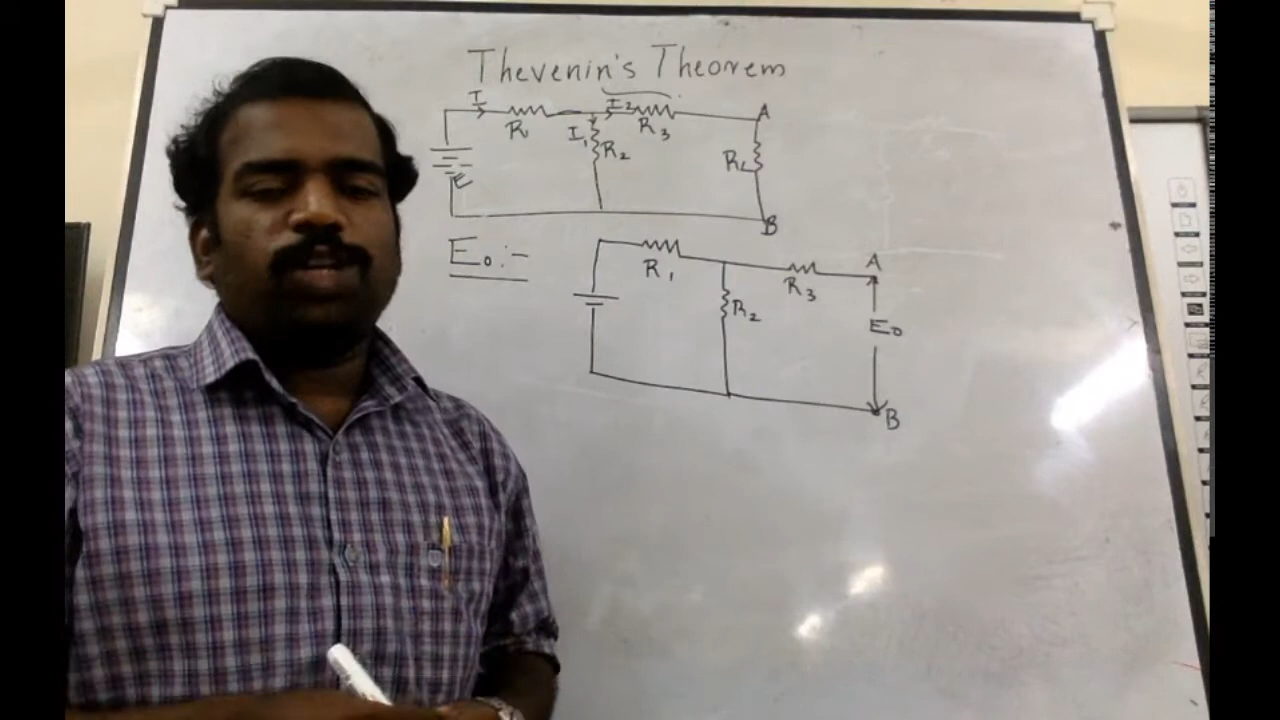 Thevenin's Theorem
I R1 I2 R3 A
I1 R2 RL
E
B
E0 :-
R1 R3 A
R2 E0
B